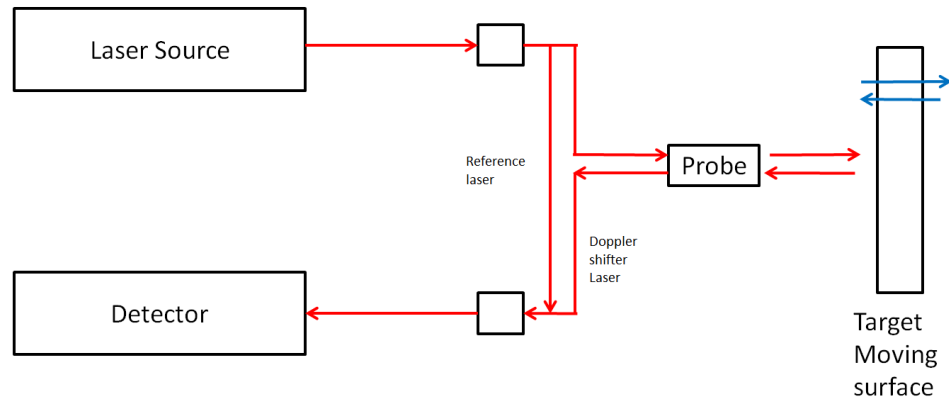 Laser Source
Reference
laser
Probe
Doppler
shifter
Laser
Detector
Target
Moving
surface